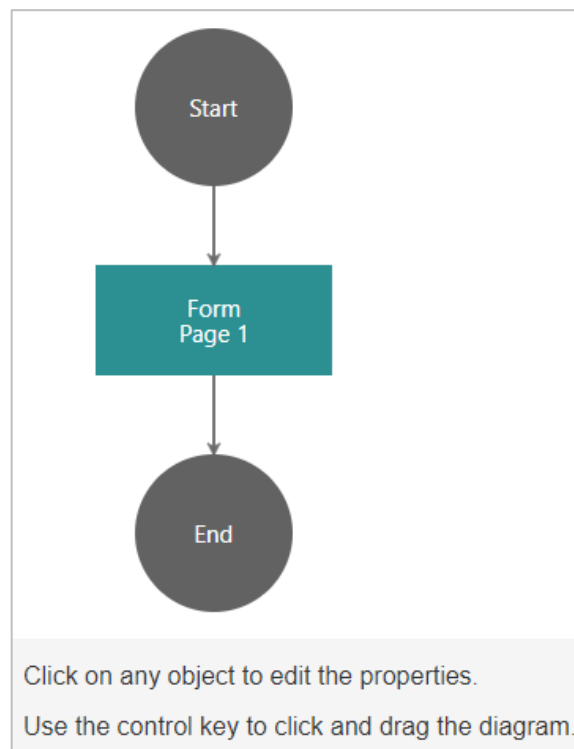 Start
Form
Page 1
End
Click on any object to edit the properties.
Use the control key to click and drag the diagram.